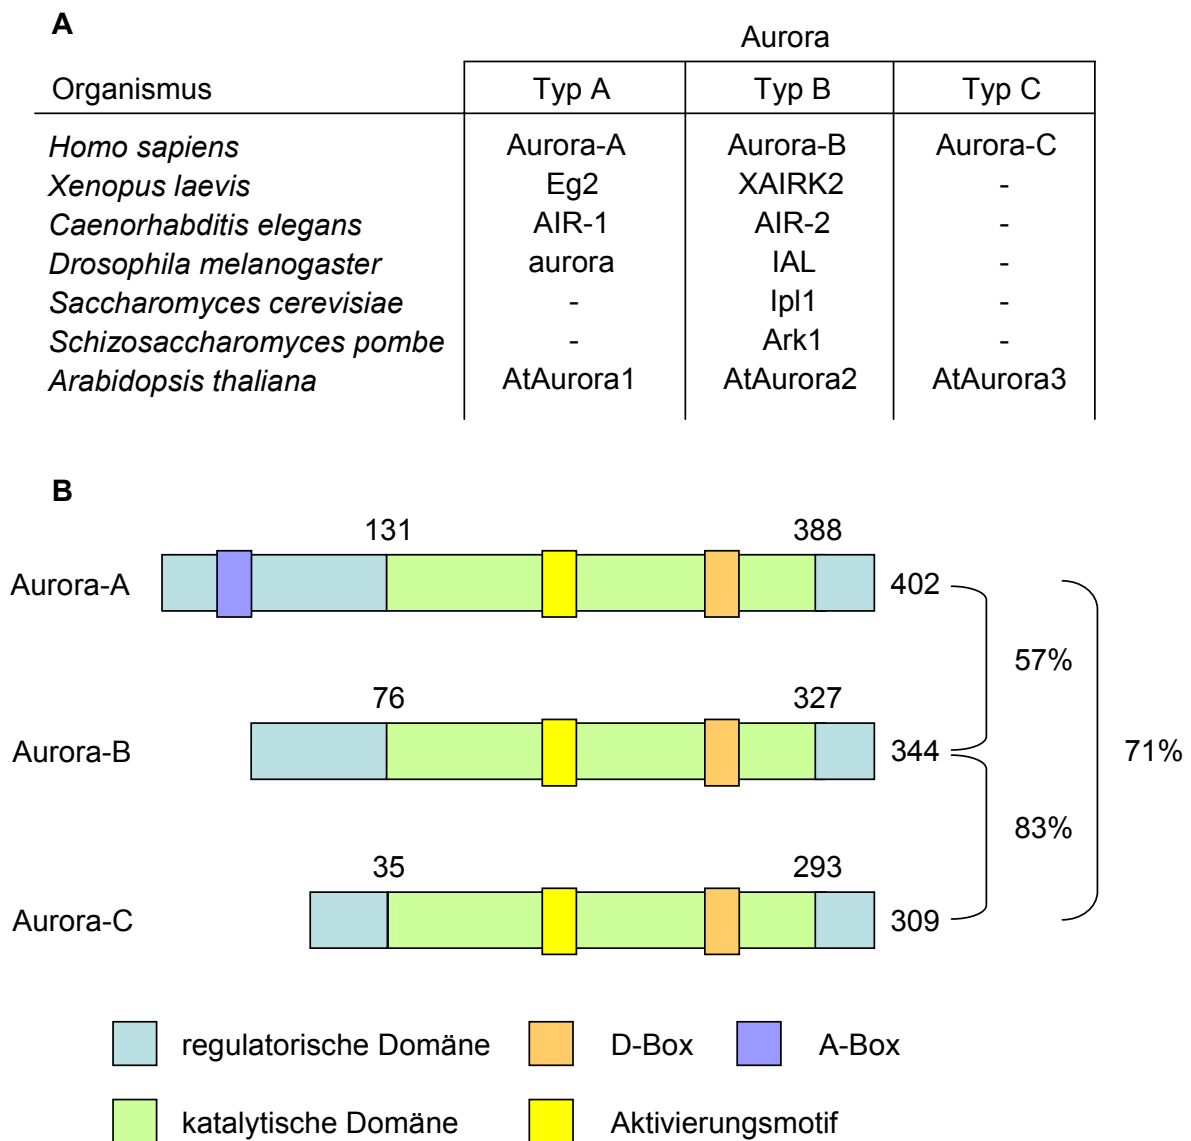 A
Aurora
Organismus Typ A Typ B Typ C
Homo sapiens Aurora-A Aurora-B Aurora-C
Xenopus laevis Eg2 XAIRK2 -
Caenorhabditis elegans AIR-1 AIR-2 -
Drosophila melanogaster aurora IAL -
Saccharomyces cerevisiae - Ipl1 -
Schizosaccharomyces pombe - Ark1 -
Arabidopsis thaliana AtAurora1 AtAurora2 AtAurora3
B
131 388
Aurora-A 402
57%
76 327
Aurora-B 344 71%
83%
35 293
Aurora-C 309
regulatorische Domäne D-Box A-Box
katalytische Domäne Aktivierungsmotif